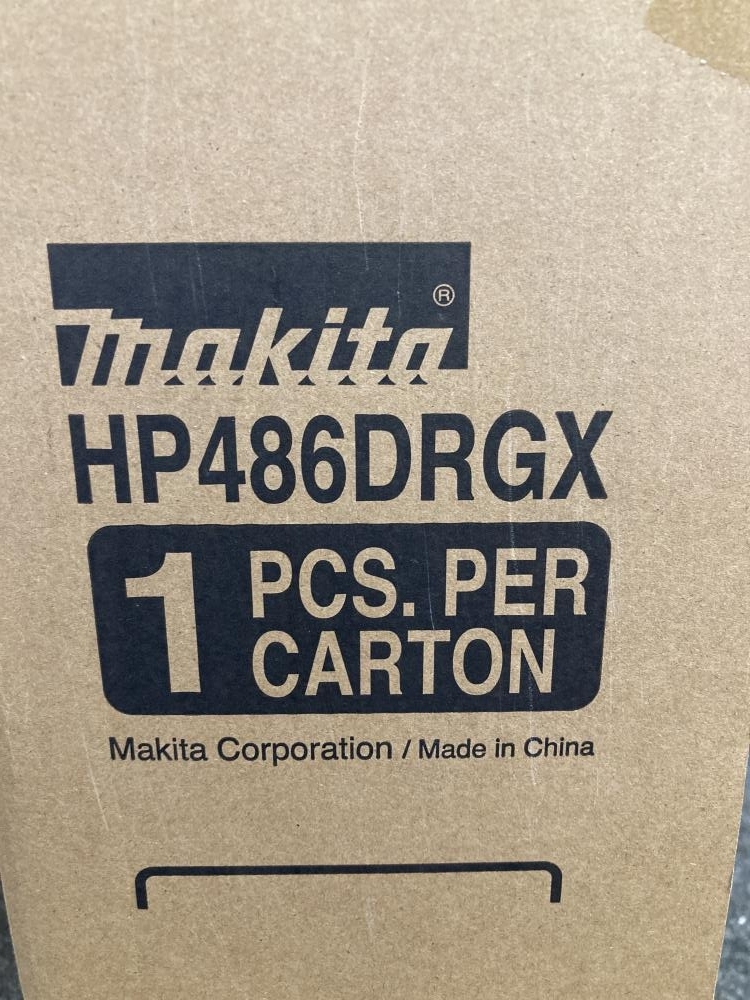 makita®
HP486DRGX
1 PCS. PER
CARTON
Makita Corporation / Made in China